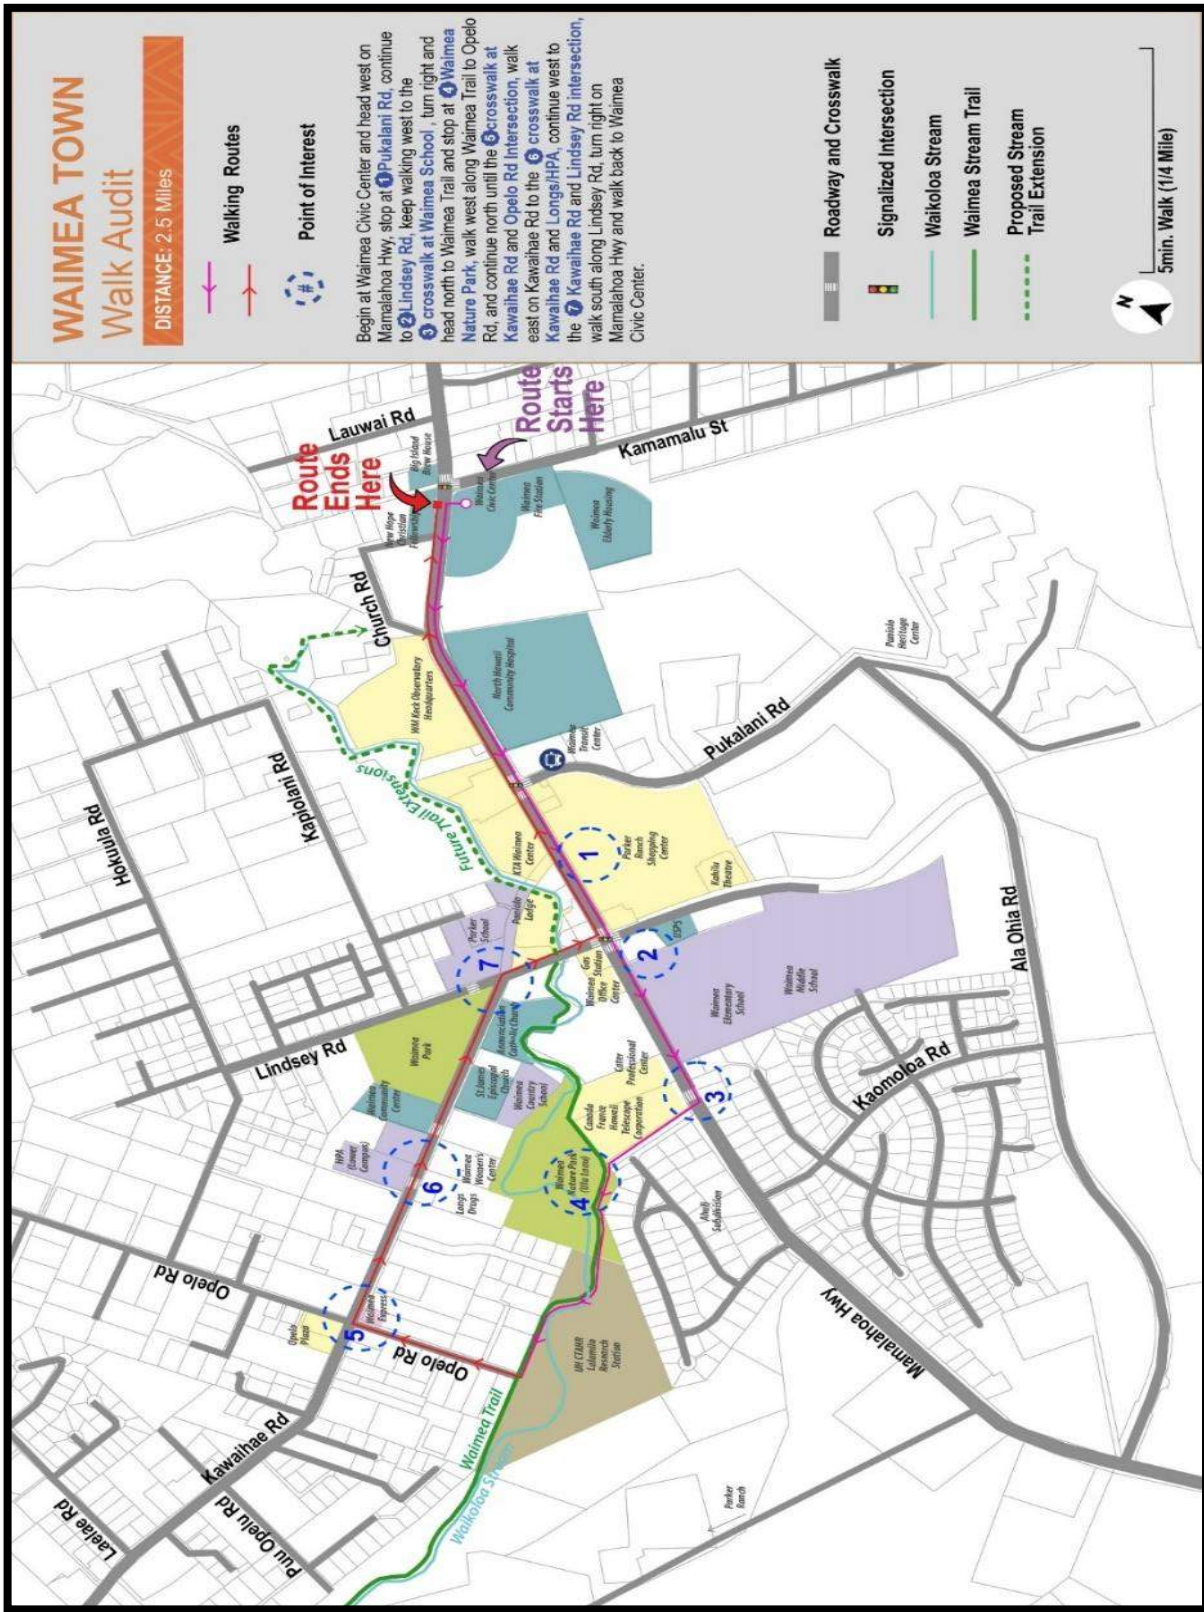 WAIMEA TOWN
Walk Audit
DISTANCE: 2.5 Miles
Walking Routes
#
Point of Interest
Begin at Waimea Civic Center and head west on
Mamalahoa Hwy, stop at 1 Pukalani Rd, continue
to 2 Lindsey Rd, keep walking west to the
3 crosswalk at Waimea School, turn right and
head north to Waimea Trail and stop at 4 Waimea
Nature Park, walk west along Waimea Trail to Opelo
Rd, and continue north until the 5 crosswalk at
Kawaihae Rd and Opelo Rd Intersection, walk
east on Kawaihae Rd to the 6 crosswalk at
Kawaihae Rd and Longs/HPA, continue west to
the 7 Kawaihae Rd and Lindsey Rd intersection,
walk south along Lindsey Rd, turn right on
Mamalahoa Hwy and walk back to Waimea
Civic Center.
Roadway and Crosswalk
Signalized Intersection
Waikoloa Stream
Waimea Stream Trail
Proposed Stream
Trail Extension
N
5min. Walk (1/4 Mile)
Laelae Rd
Puu Opelu Rd
Kawaihae Rd
Opelo Rd
Opelo
Plaza
5
Waimea
Express
Opelo Rd
Waimea Trail
Waikoloa Stream
HPA
(Lower
Campus)
Waimea
Community
Center
6
Longs
Drugs
Waimea
Women's
Center
St James
Episcopal
Church
Waimea
Country
School
Annunciation
Catholic Church
Waimea
Park
Lindsey Rd
7
Parker
School
Paniolo
Lodge
Hokuula Rd
Kapiolani Rd
Future Trail Extensions
KTA Waimea
Center
WM Keck Observatory
Headquarters
Church Rd
New Hope
Christian
Fellowship
Route
Ends
Here
Lauwai Rd
Big Island
Brew House
Route
Starts
Here
Waimea
Civic Center
Waimea
Fire Station
Waimea
Elderly Housing
Kamamalu St
North Hawaii
Community Hospital
Waimea
Transit
Center
Pukalani Rd
Paniolo
Heritage
Center
1
Parker
Ranch
Shopping
Center
Kahilu
Theatre
2
USPS
Gas
Station
Waimea
Office
Center
Waimea
Elementary
School
Waimea
Middle
School
3
Cater
Professional
Center
Canada
France
Hawaii
Telescope
Corporation
4
Waimea
Nature Park
(Ulu Laau)
UH CTAHR
Lalamilo
Research
Station
Ahuli
Subdivision
Kaomoloa Rd
Ala Ohia Rd
Mamalahoa Hwy
Parker
Ranch